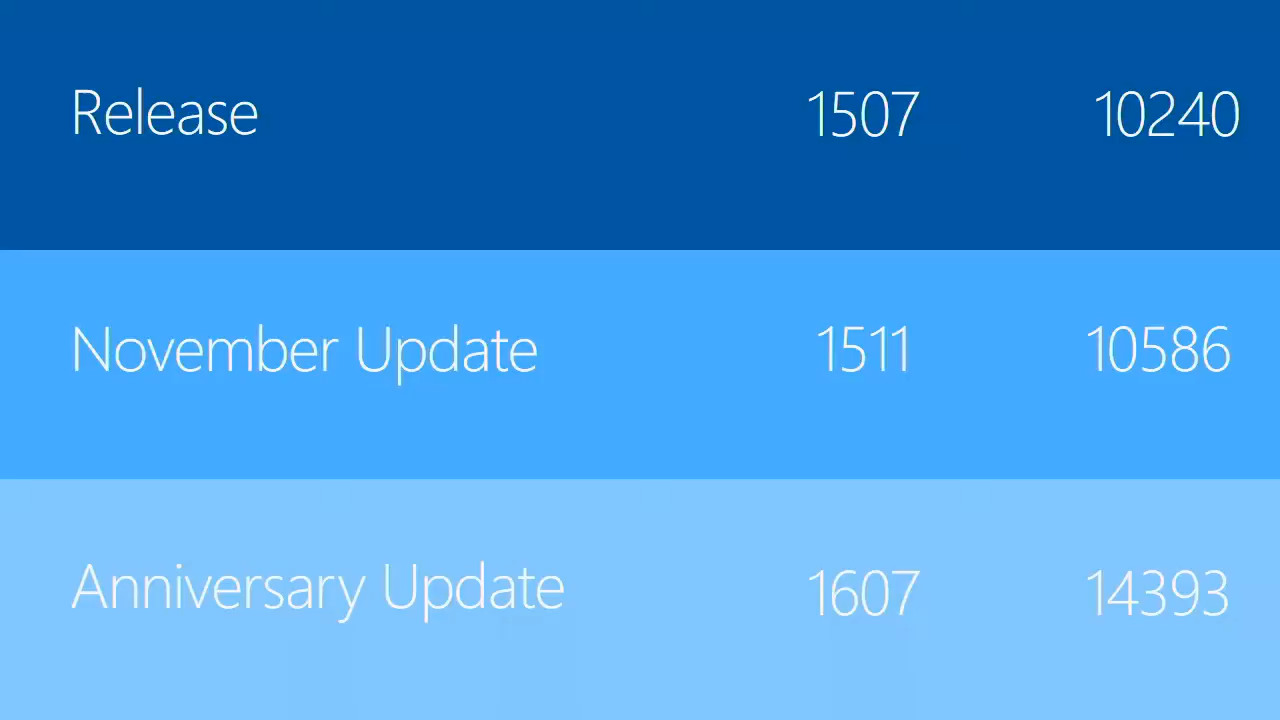 Release 1507 10240
November Update 1511 10586
Anniversary Update 1607 14393